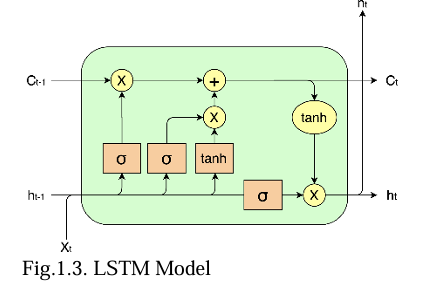 ht
Ct-1 X + Ct
X tanh
σ σ tanh
ht-1 σ X ht
Xt
Fig.1.3. LSTM Model